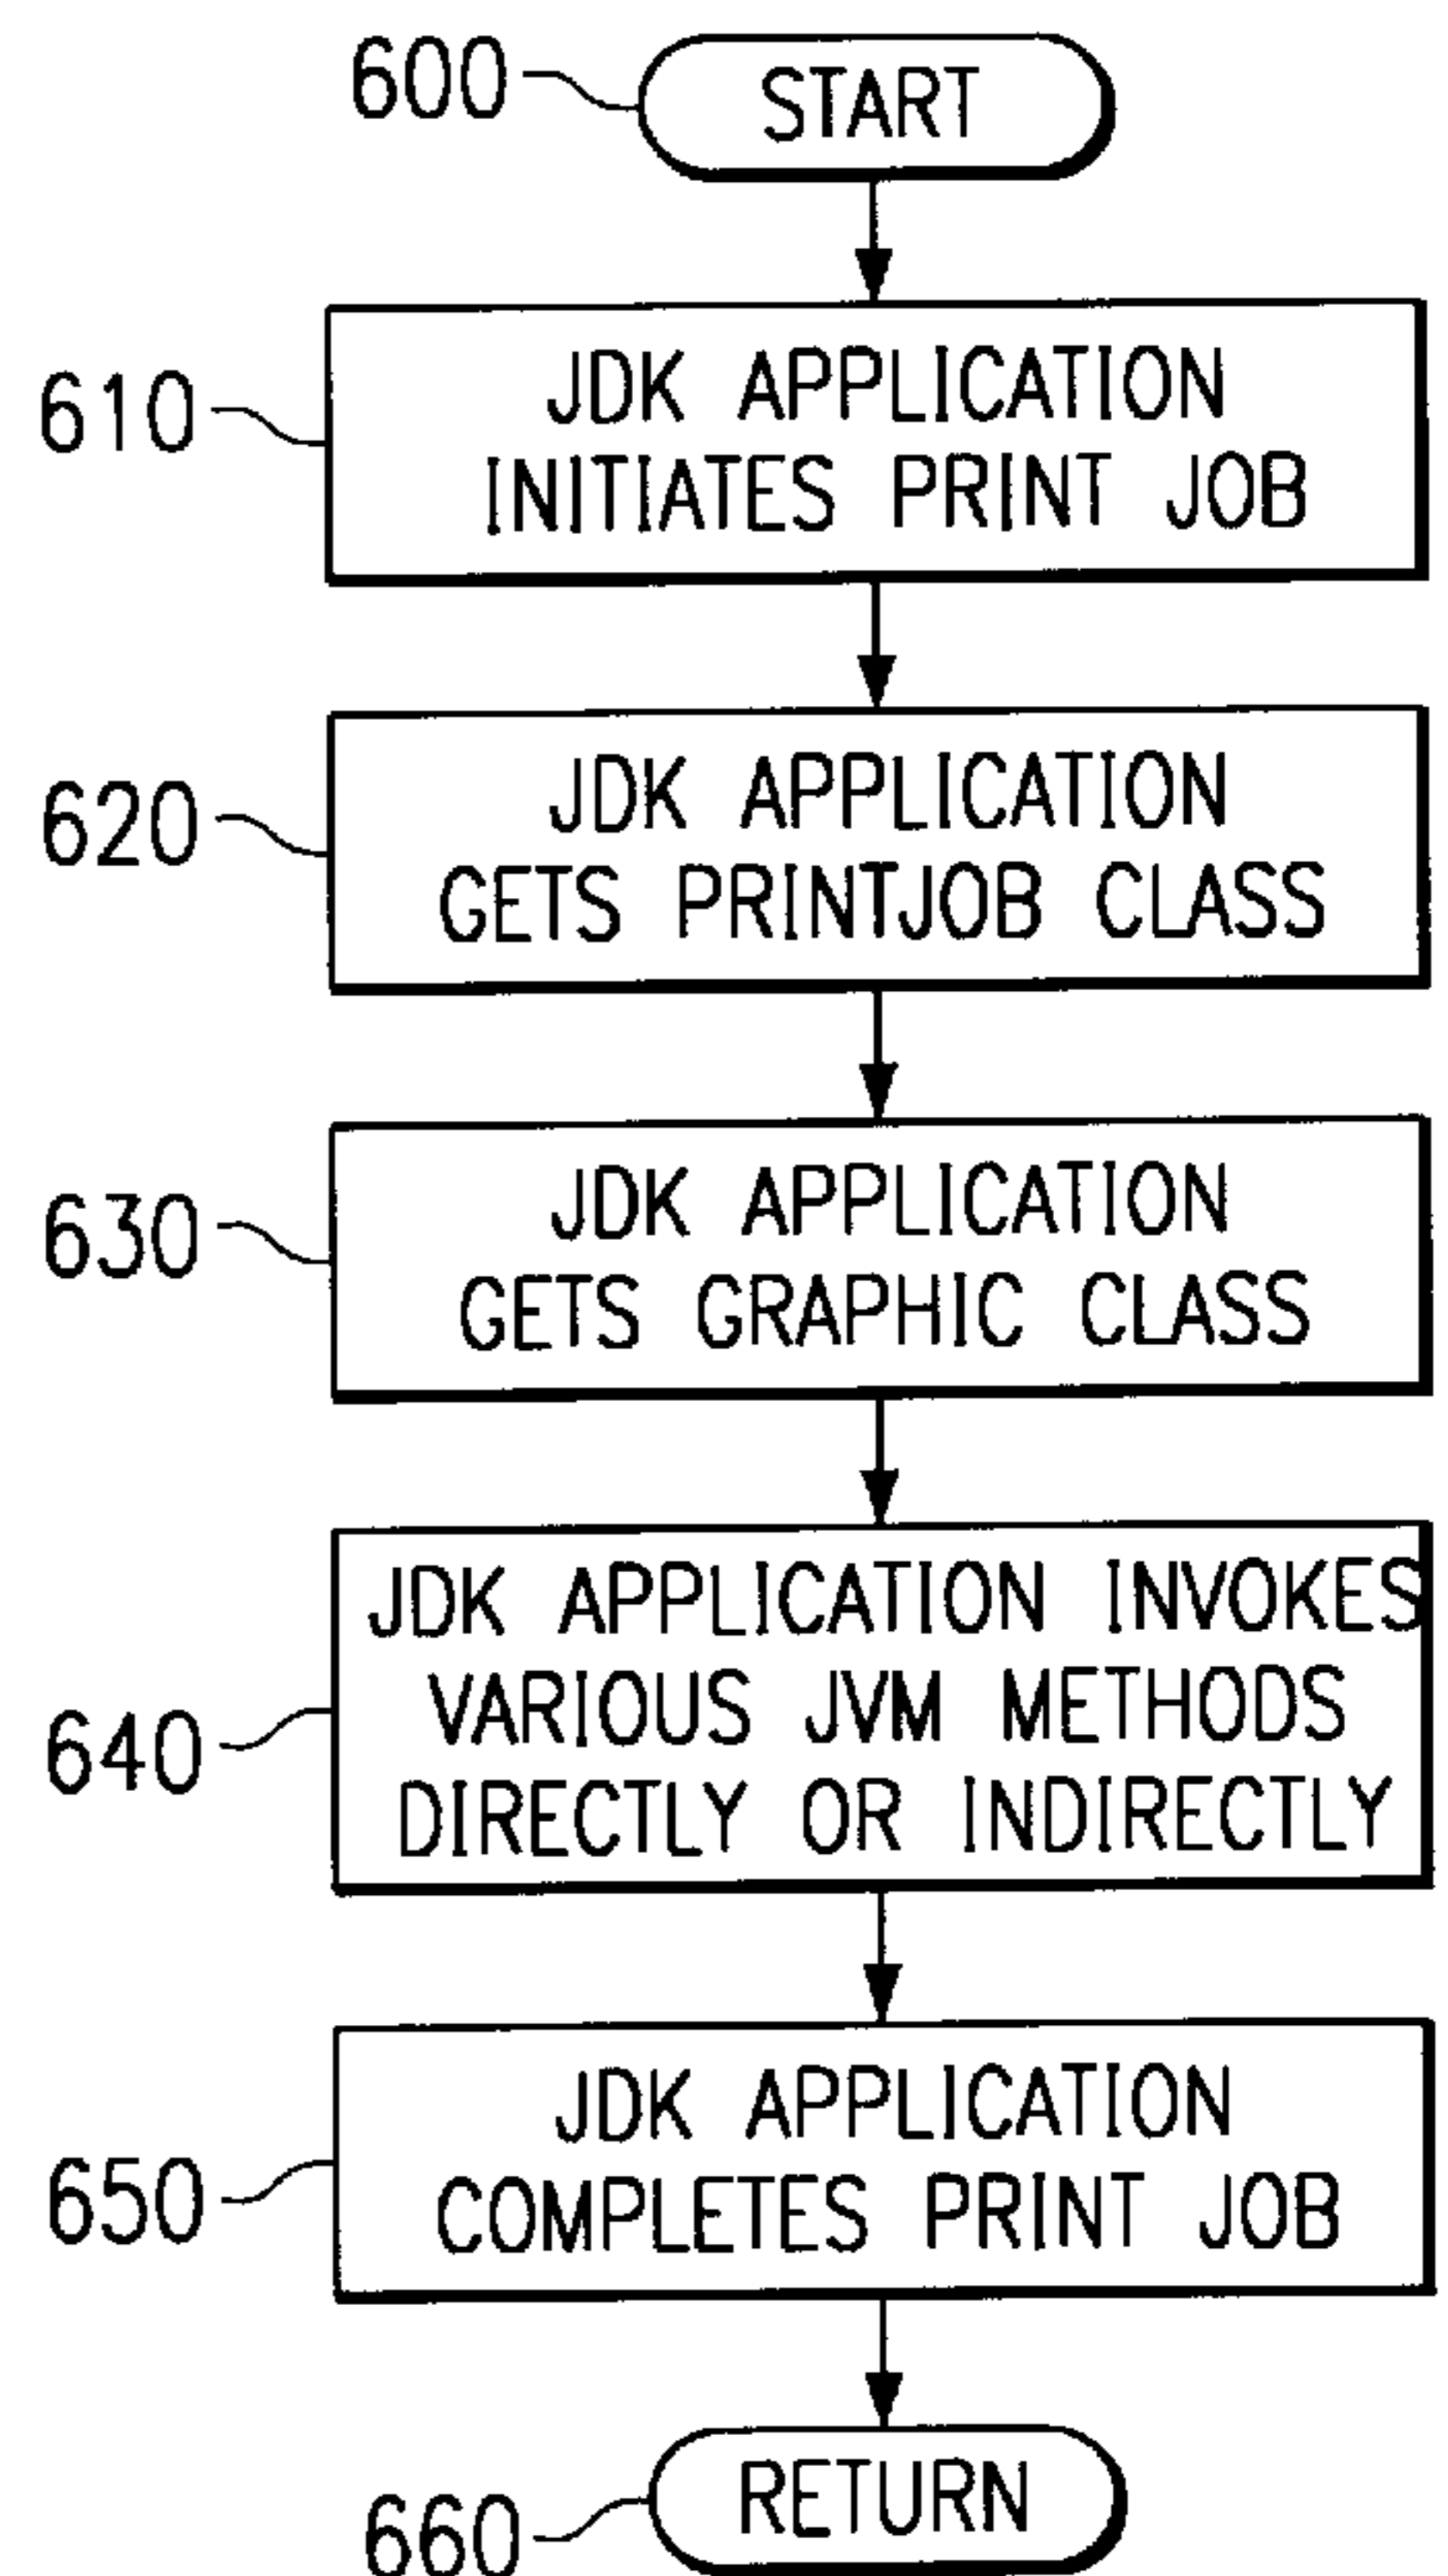 600
START
610
JDK APPLICATION
INITIATES PRINT JOB
620
JDK APPLICATION
GETS PRINTJOB CLASS
630
JDK APPLICATION
GETS GRAPHIC CLASS
640
JDK APPLICATION INVOKES
VARIOUS JVM METHODS
DIRECTLY OR INDIRECTLY
650
JDK APPLICATION
COMPLETES PRINT JOB
660
RETURN